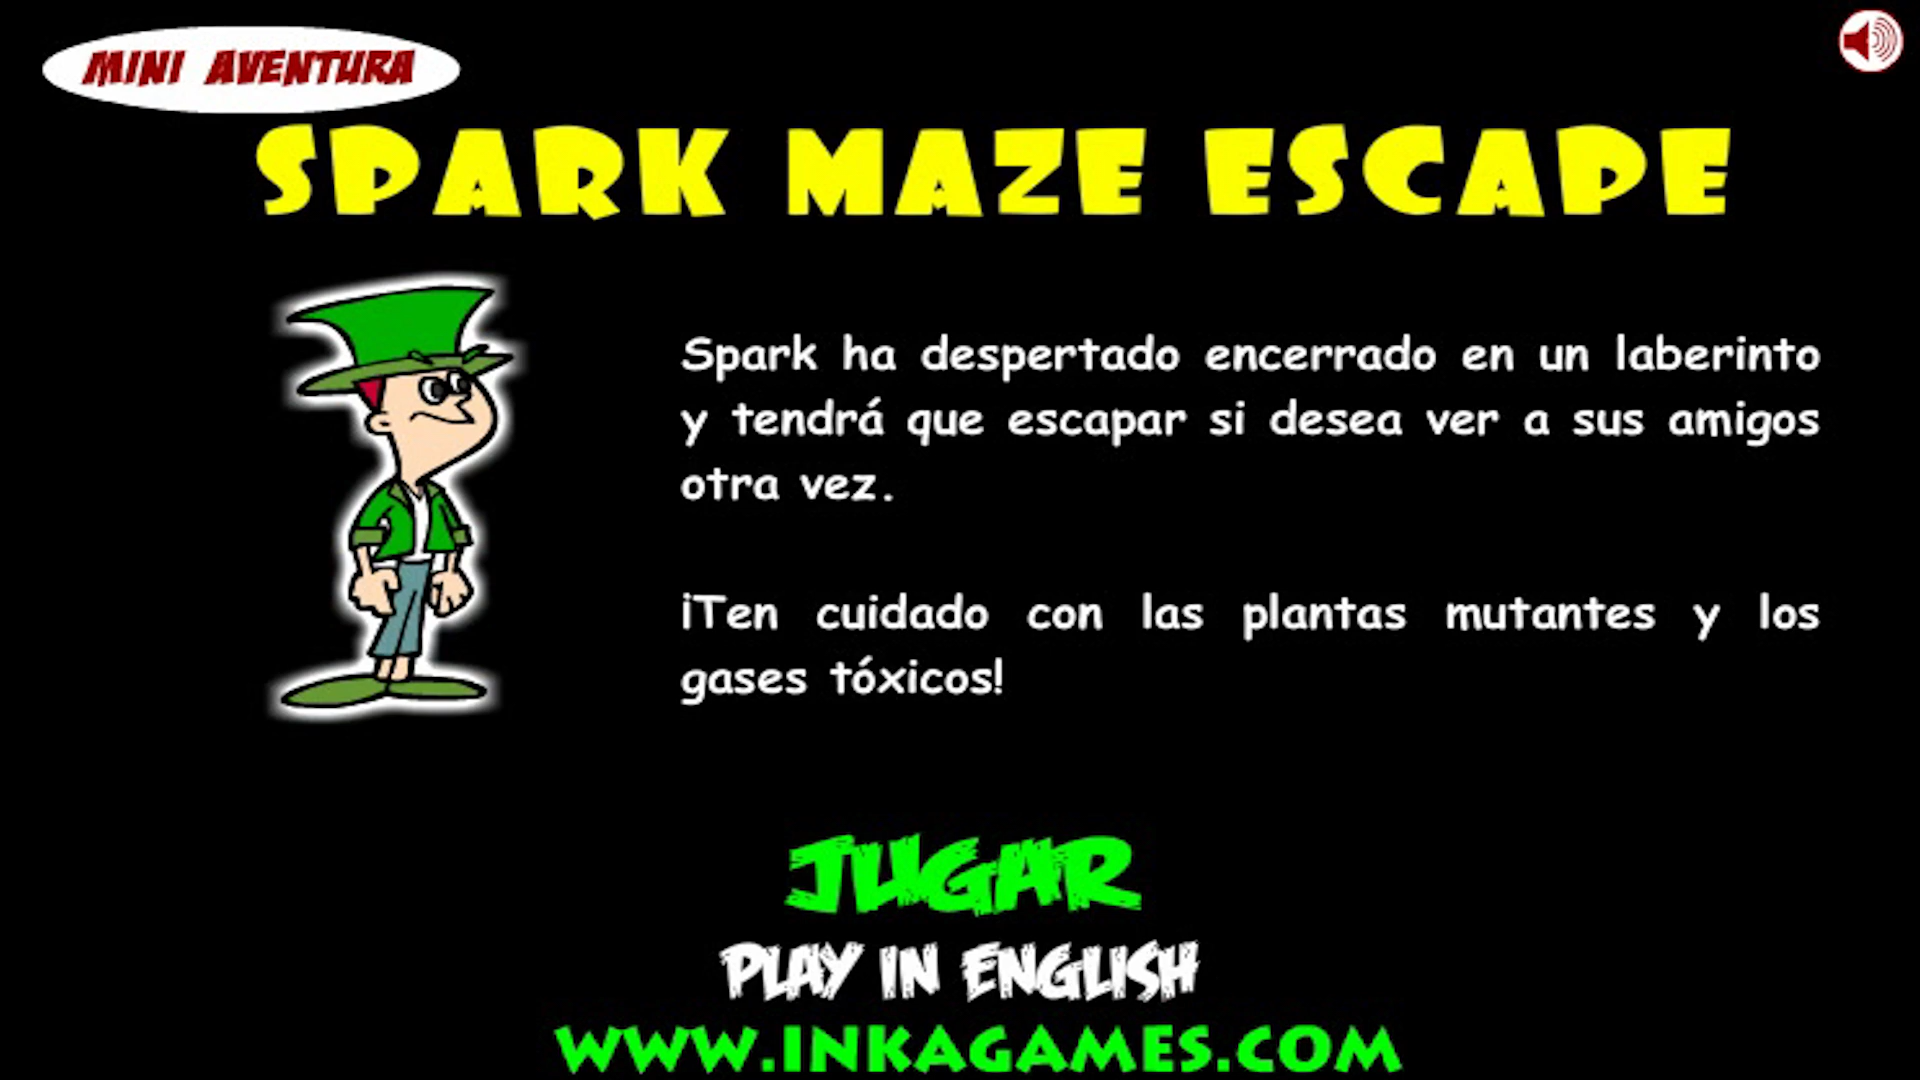 MINI AVENTURA
SPARK MAZE ESCAPE
Spark ha despertado encerrado en un laberinto
y tendrá que escapar si desea ver a sus amigos
otra vez.
¡Ten cuidado con las plantas mutantes y los
gases tóxicos!
JUGAR
PLAY IN ENGLISH
WWW.INKAGAMES.COM